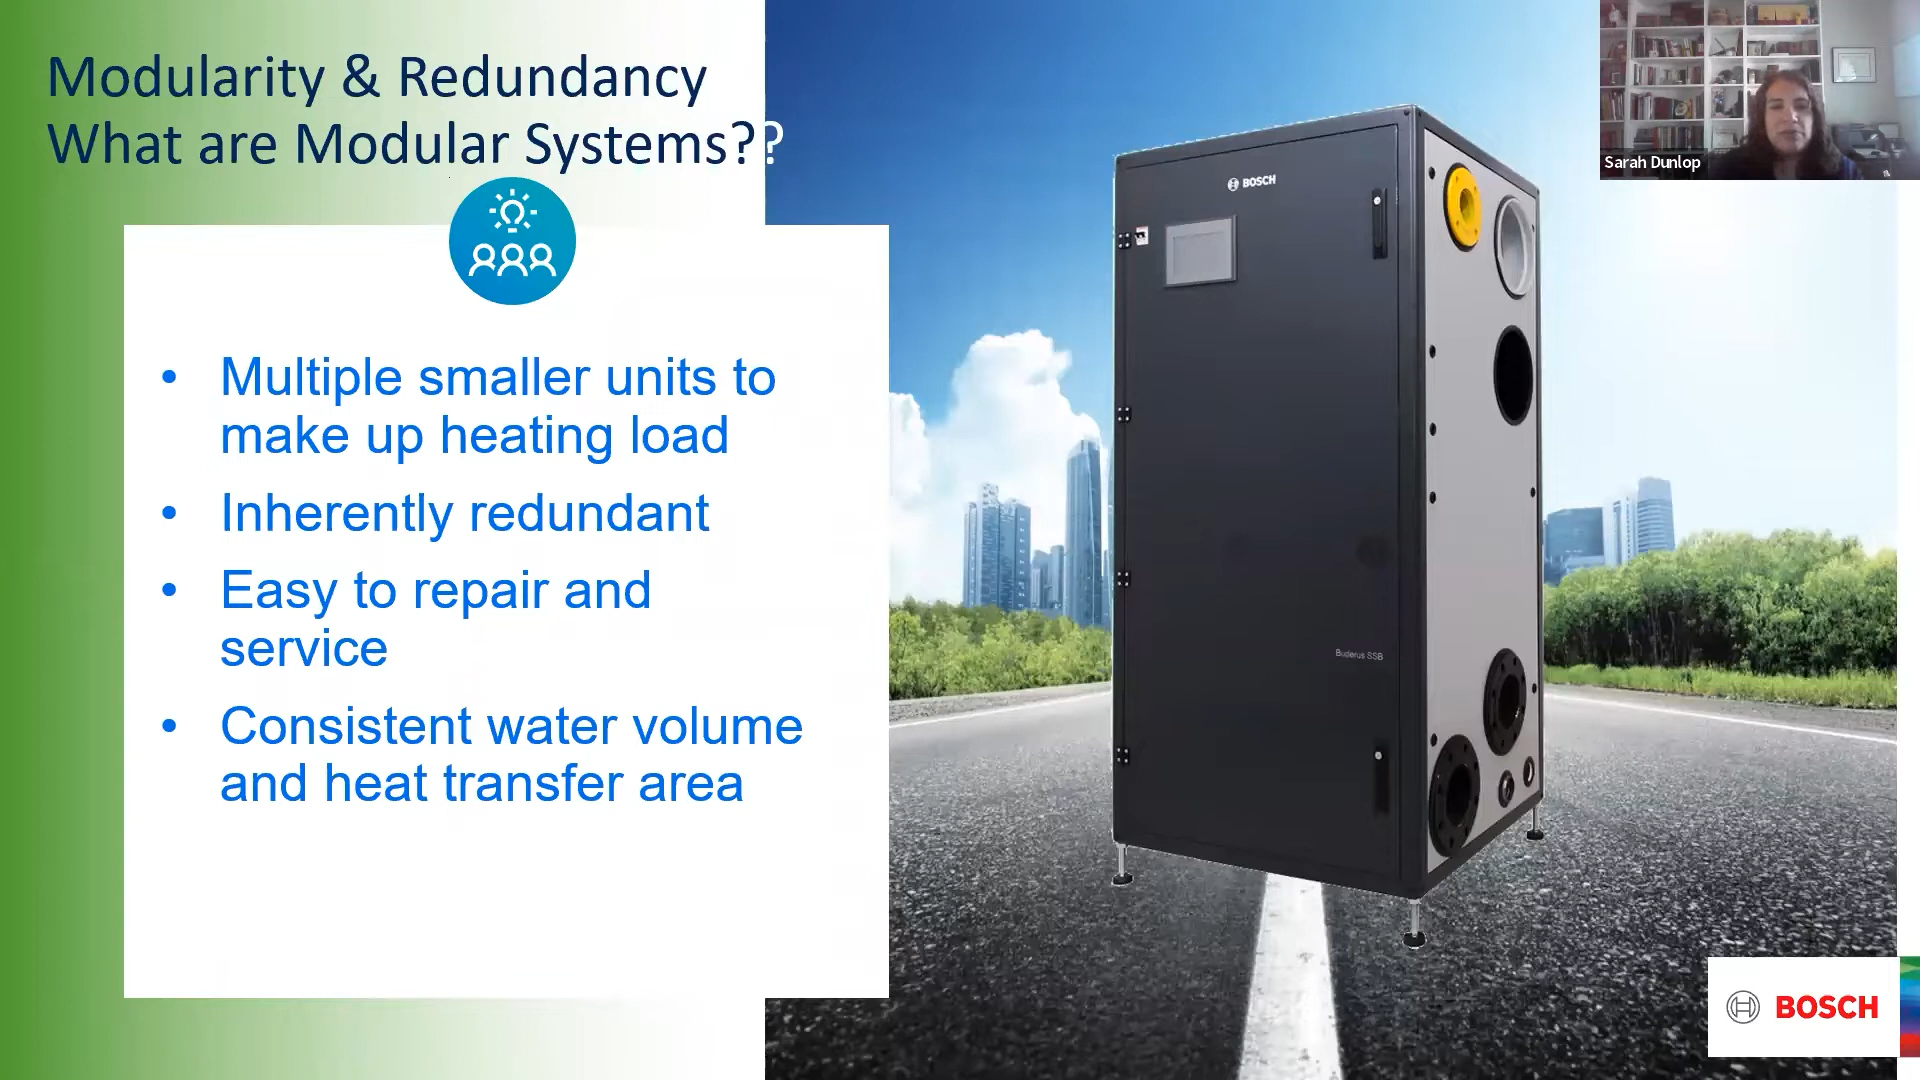 Modularity & Redundancy
What are Modular Systems??
Sarah Dunlop
BOSCH
• Multiple smaller units to
make up heating load
• Inherently redundant
• Easy to repair and
service
• Consistent water volume
and heat transfer area
Buderus SSB
BOSCH